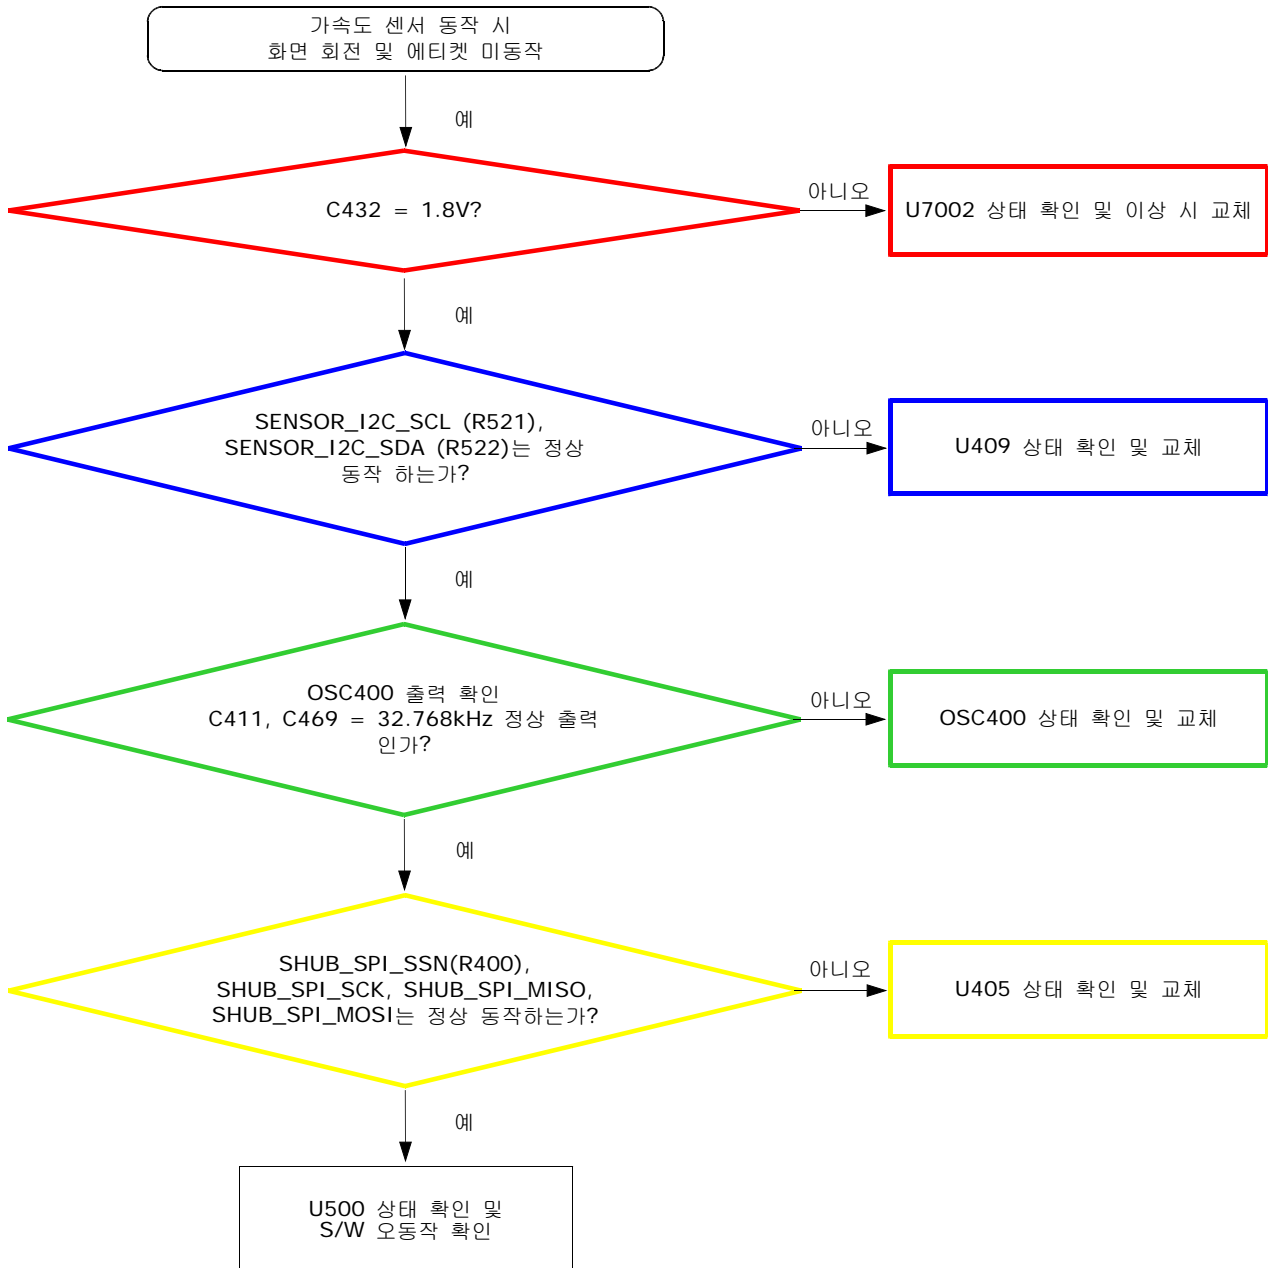 가속도 센서 동작 시
화면 회전 및 에티켓 미동작
예
C432 = 1.8V?
아니오
U7002 상태 확인 및 이상 시 교체
예
SENSOR_I2C_SCL (R521),
SENSOR_I2C_SDA (R522)는 정상
동작 하는가?
아니오
U409 상태 확인 및 교체
예
OSC400 출력 확인
C411, C469 = 32.768kHz 정상 출력
인가?
아니오
OSC400 상태 확인 및 교체
예
SHUB_SPI_SSN(R400),
SHUB_SPI_SCK, SHUB_SPI_MISO,
SHUB_SPI_MOSI는 정상 동작하는가?
아니오
U405 상태 확인 및 교체
예
U500 상태 확인 및
S/W 오동작 확인